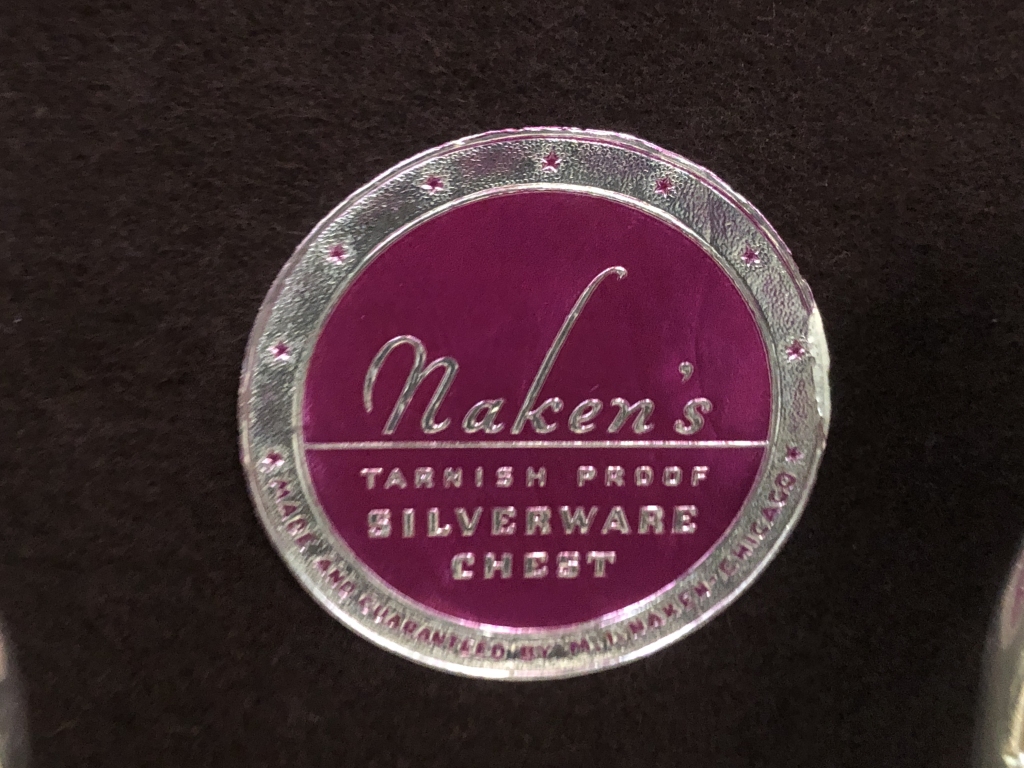 Naken's
TARNISH PROOF
SILVERWARE
CHEST
MADE AND GUARANTEED BY M.J. NAKEN, CHICAGO